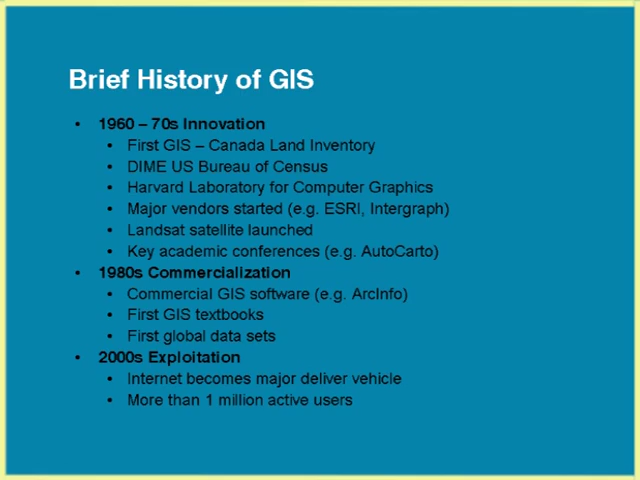 Brief History of GIS
• 1960 – 70s Innovation
• First GIS – Canada Land Inventory
• DIME US Bureau of Census
• Harvard Laboratory for Computer Graphics
• Major vendors started (e.g. ESRI, Intergraph)
• Landsat satellite launched
• Key academic conferences (e.g. AutoCarto)
• 1980s Commercialization
• Commercial GIS software (e.g. ArcInfo)
• First GIS textbooks
• First global data sets
• 2000s Exploitation
• Internet becomes major deliver vehicle
• More than 1 million active users